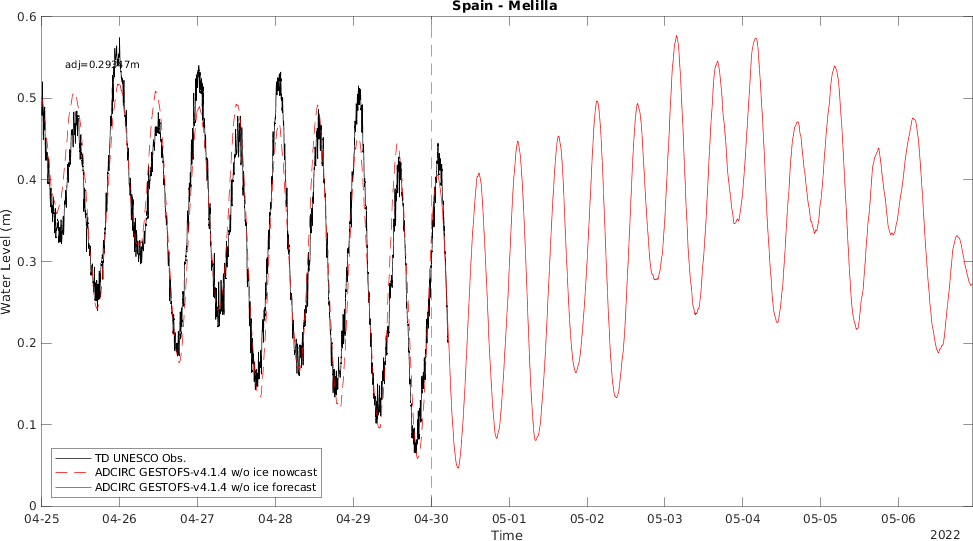 Spain - Melilla
0.6
0.5
0.4
0.3
0.2
0.1
0
Water Level (m)
TD UNESCO Obs.
ADCIRC GESTOFS-v4.1.4 w/o ice nowcast
ADCIRC GESTOFS-v4.1.4 w/o ice forecast
04-25 04-26 04-27 04-28 04-29 04-30 05-01 05-02 05-03 05-04 05-05 05-06
Time
2022